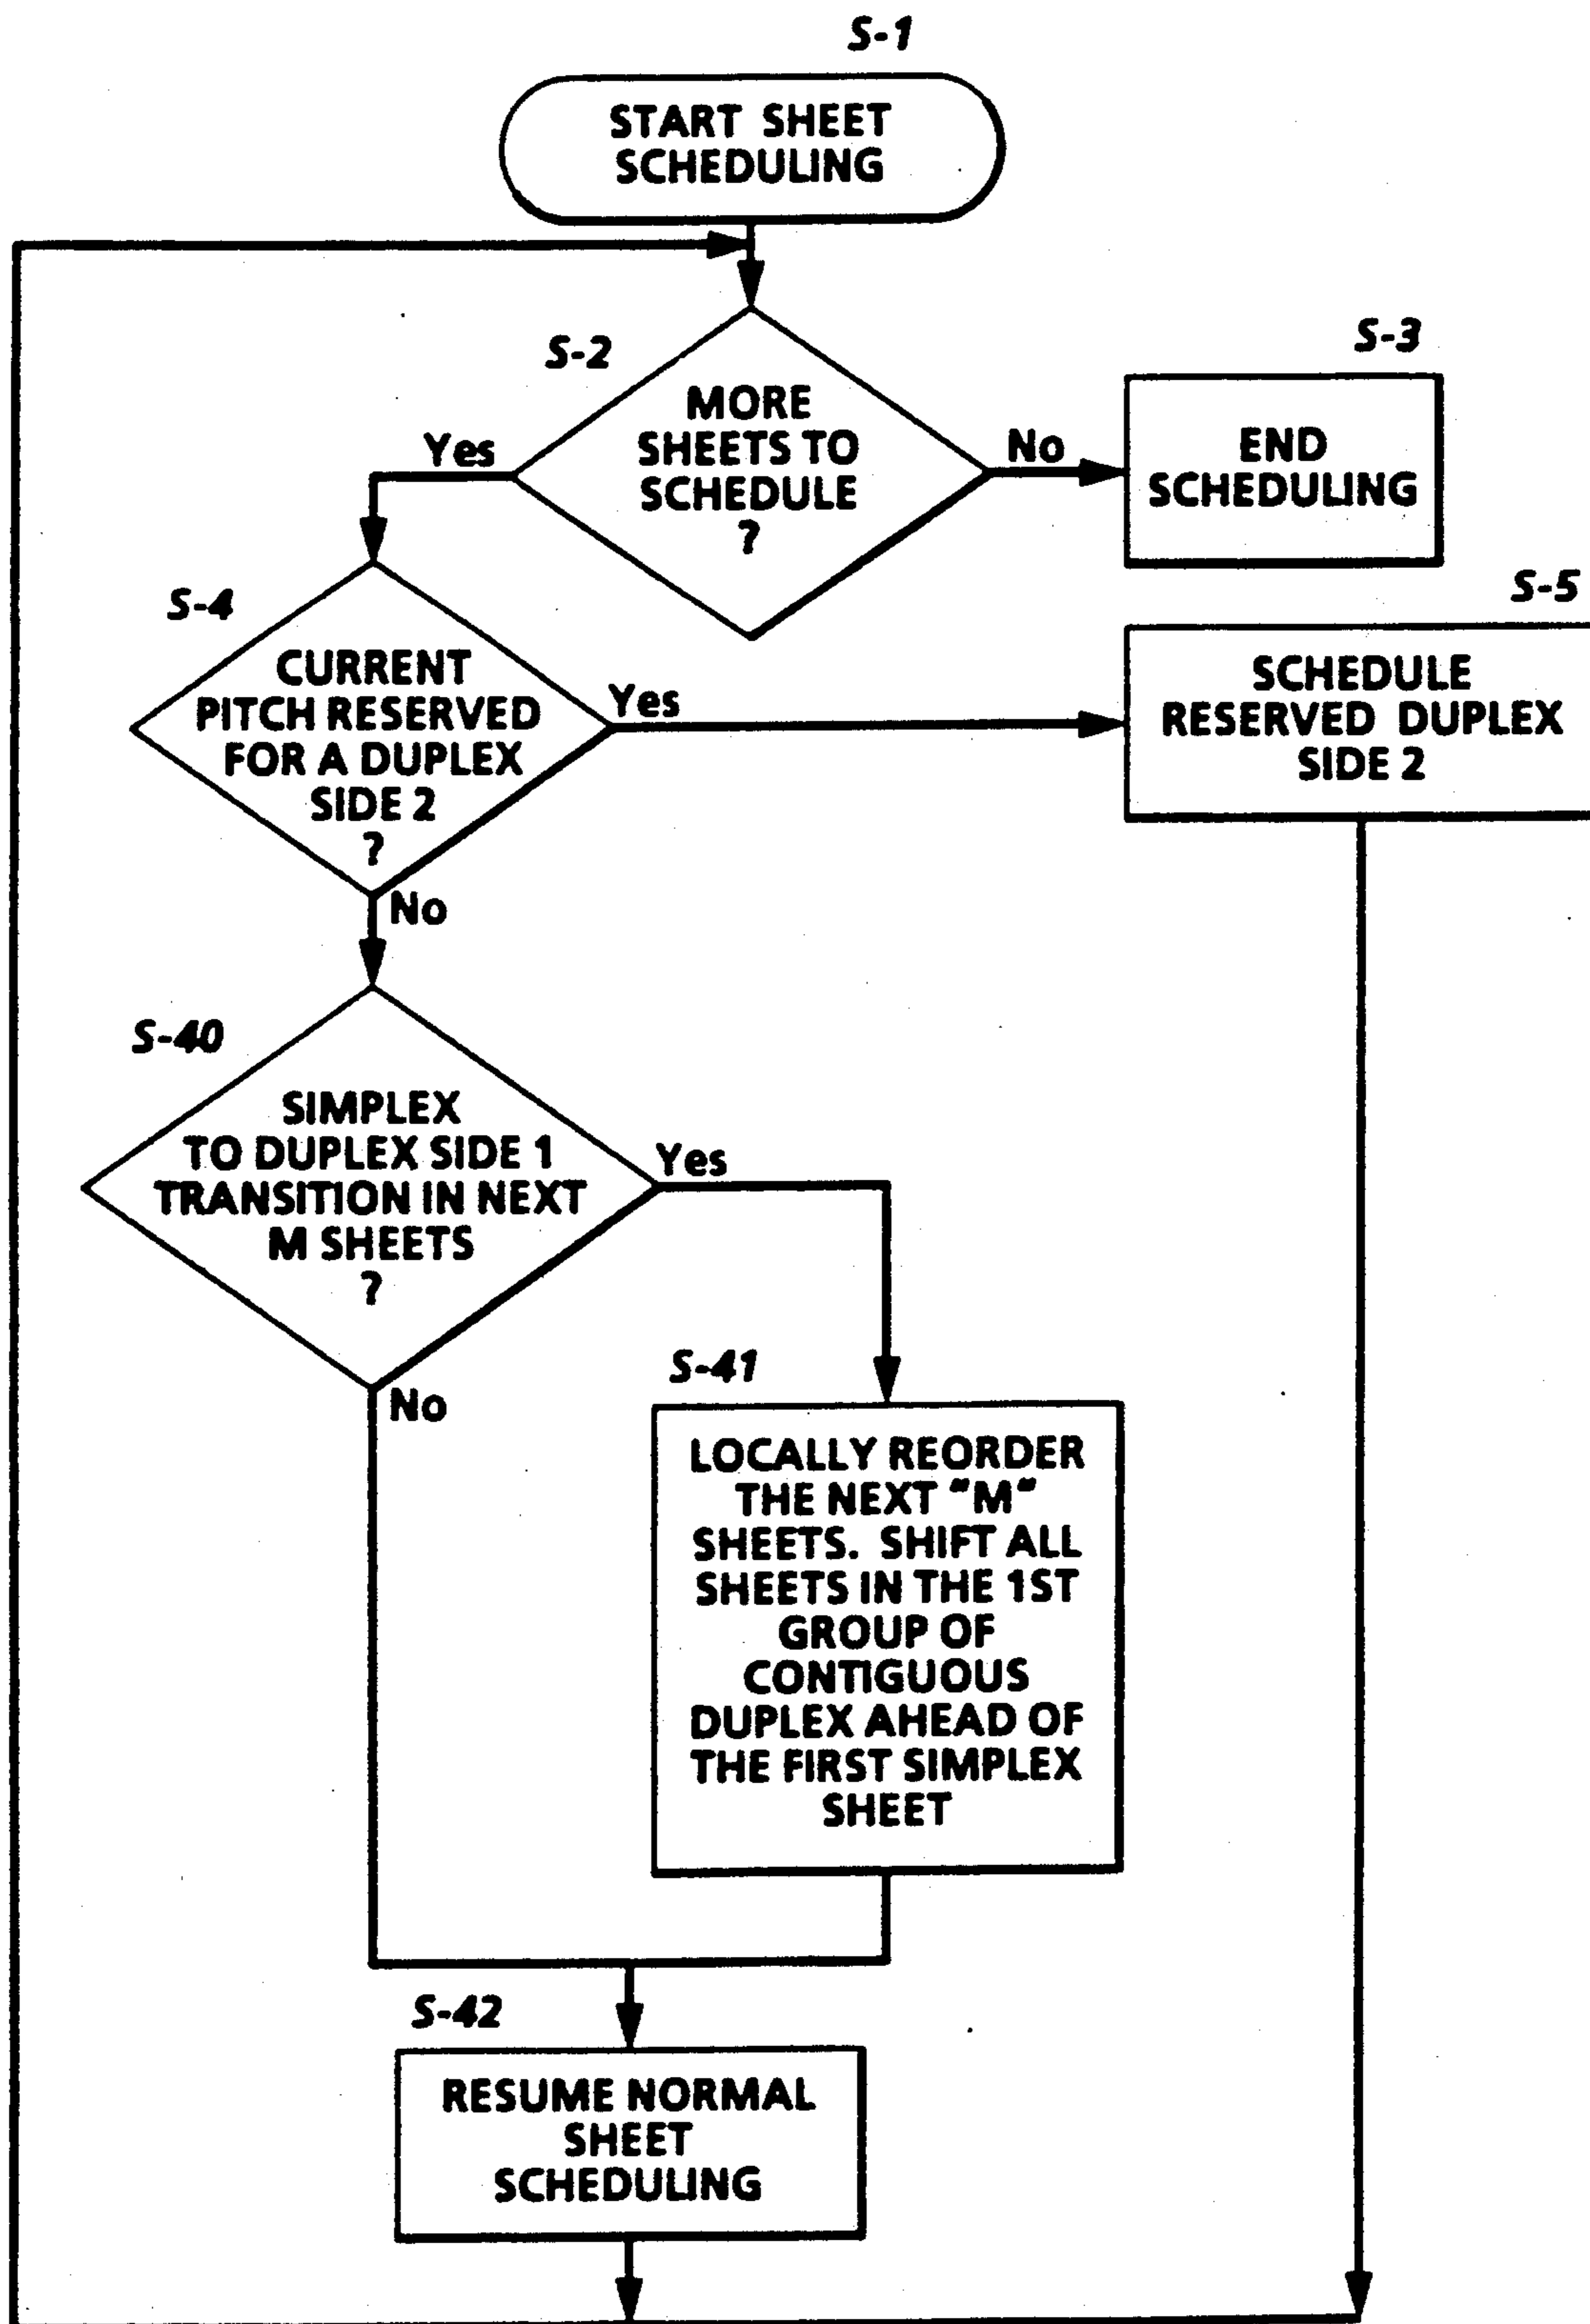 S-1
START SHEET
SCHEDULING
S-2
MORE
SHEETS TO
SCHEDULE
?
Yes
No
S-3
END
SCHEDULING
S-4
CURRENT
PITCH RESERVED
FOR A DUPLEX
SIDE 2
?
Yes
No
S-5
SCHEDULE
RESERVED DUPLEX
SIDE 2
S-40
SIMPLEX
TO DUPLEX SIDE 1
TRANSITION IN NEXT
M SHEETS
?
Yes
No
S-41
LOCALLY REORDER
THE NEXT "M"
SHEETS. SHIFT ALL
SHEETS IN THE 1ST
GROUP OF
CONTIGUOUS
DUPLEX AHEAD OF
THE FIRST SIMPLEX
SHEET
S-42
RESUME NORMAL
SHEET
SCHEDULING